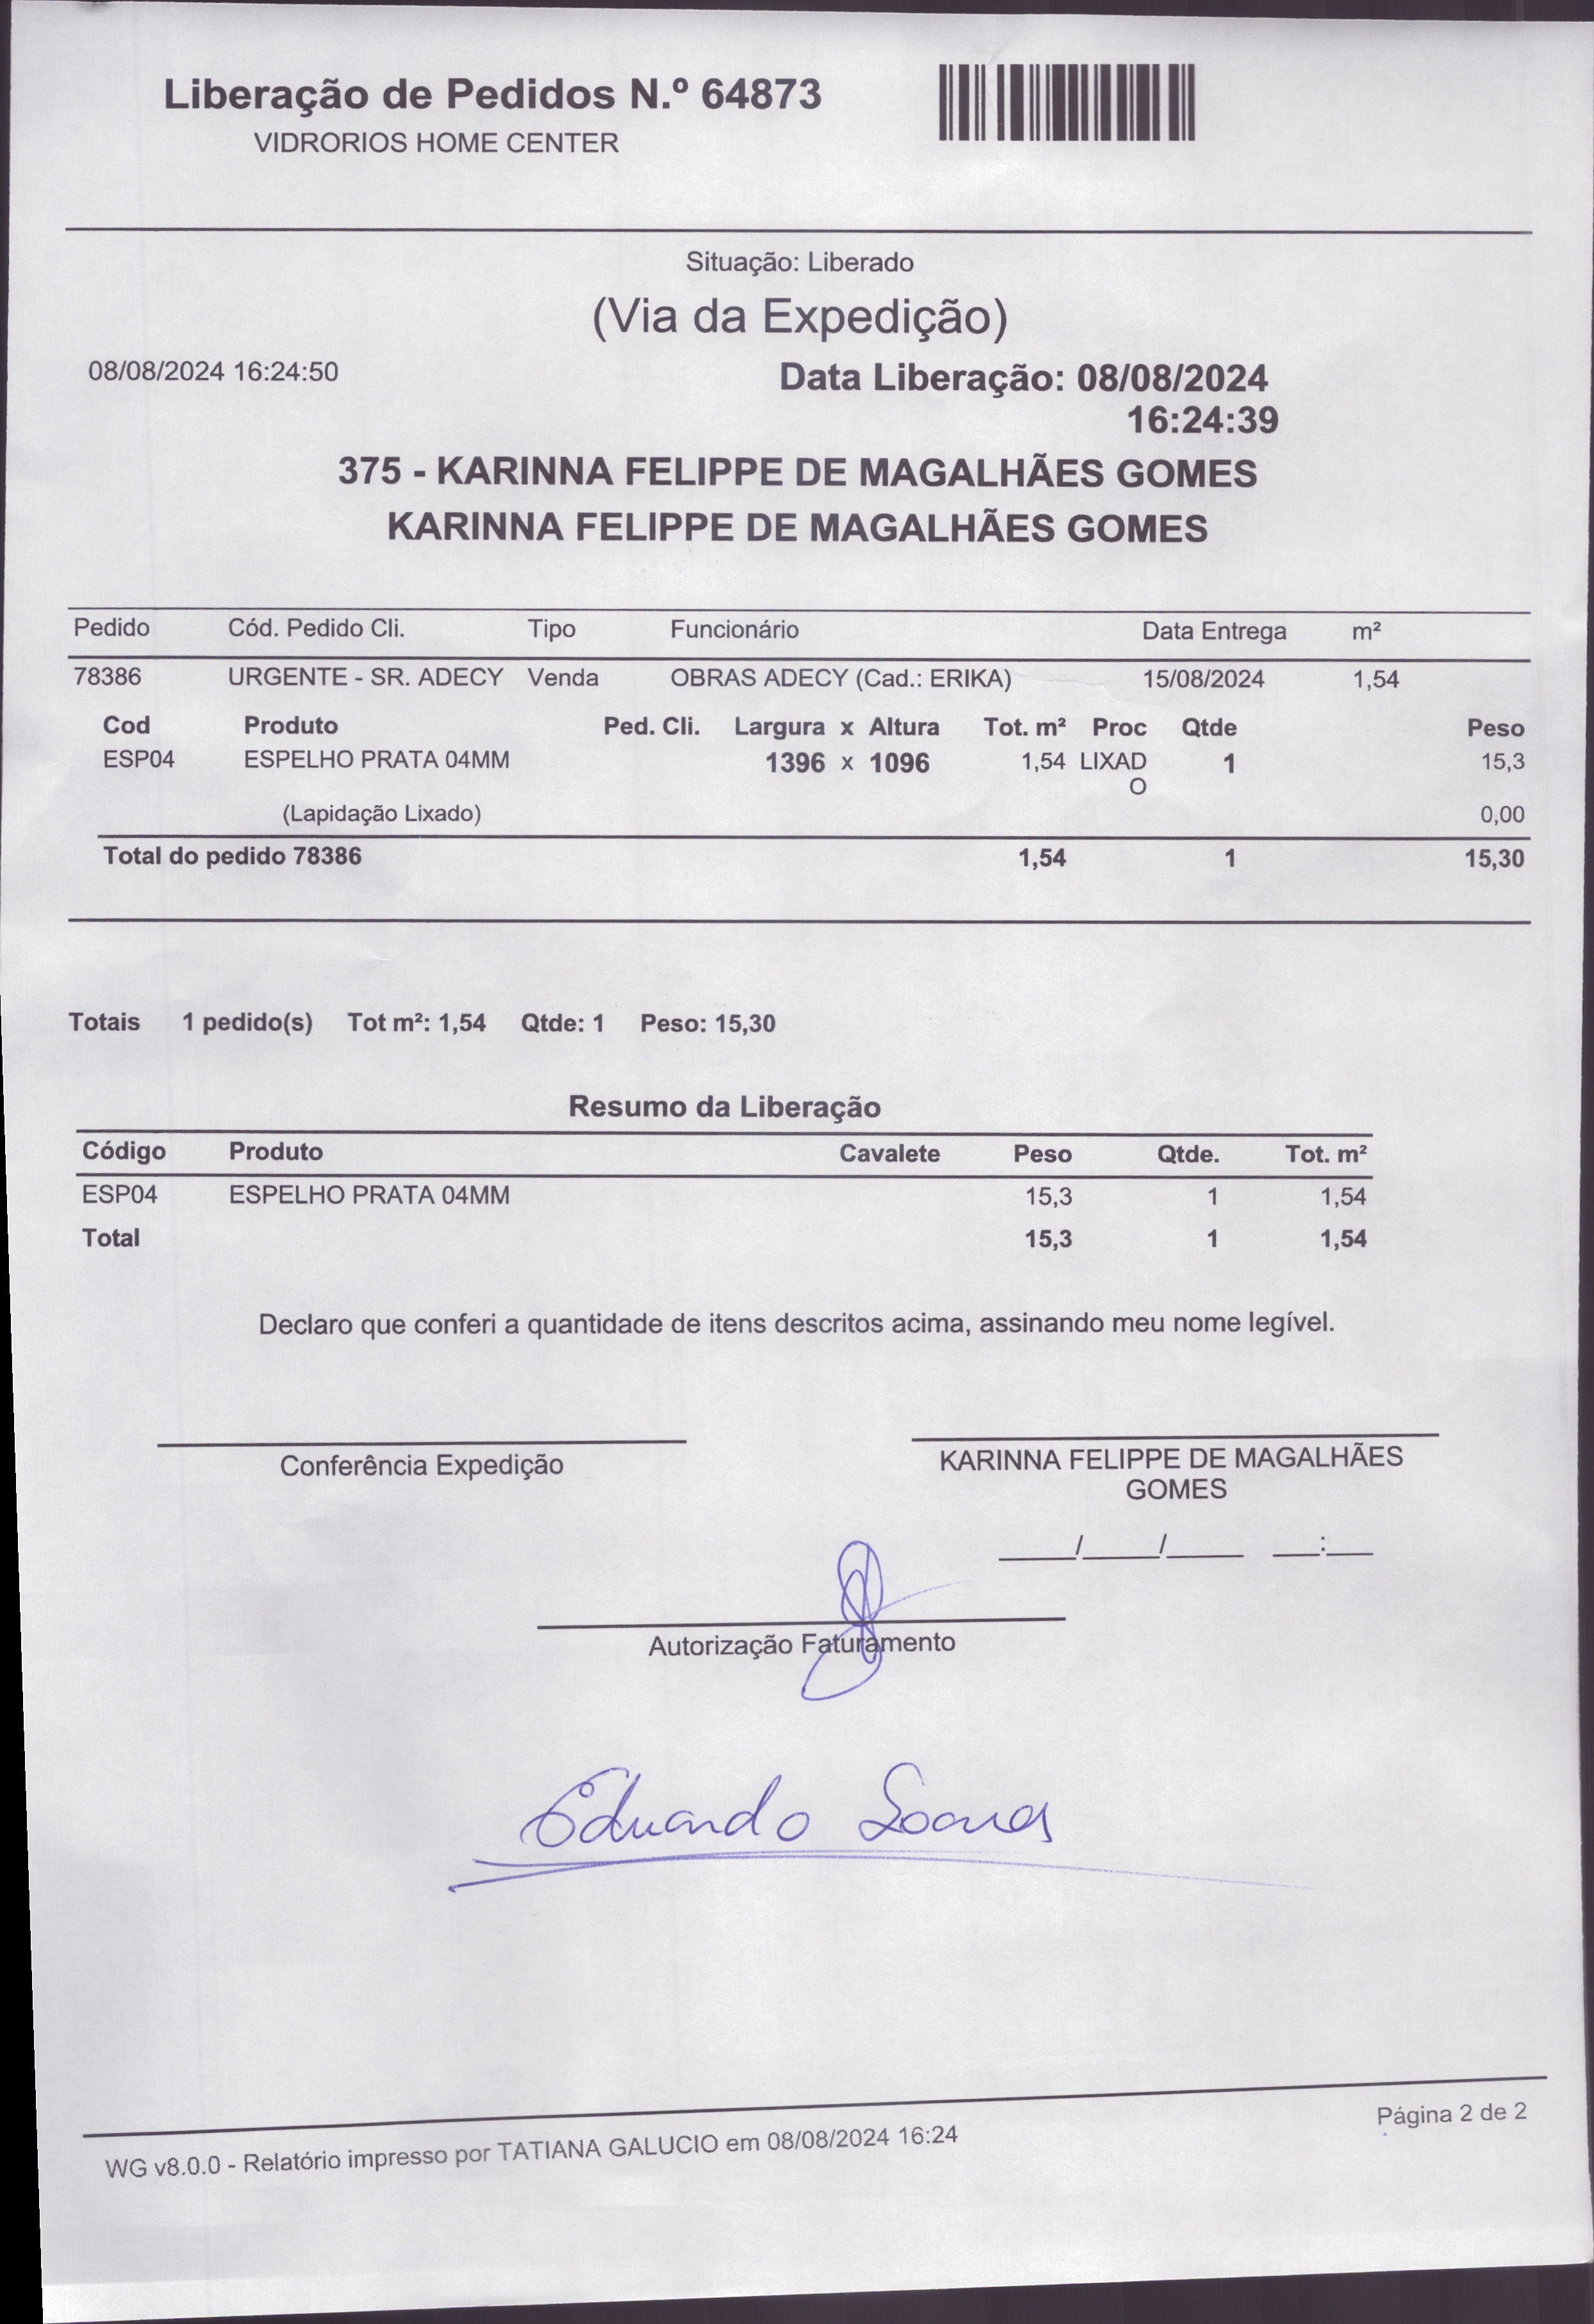 Liberação de Pedidos N.º 64873
VIDRORIOS HOME CENTER
Situação: Liberado
(Via da Expedição)
08/08/2024 16:24:50
Data Liberação: 08/08/2024
16:24:39
375 - KARINNA FELIPPE DE MAGALHÃES GOMES
KARINNA FELIPPE DE MAGALHÃES GOMES
Pedido Cód. Pedido Cli. Tipo Funcionário Data Entrega m²
78386 URGENTE - SR. ADECY Venda OBRAS ADECY (Cad.: ERIKA) 15/08/2024 1,54
Cod Produto Ped. Cli. Largura x Altura Tot. m² Proc Qtde Peso
ESP04 ESPELHO PRATA 04MM 1396 x 1096 1,54 LIXAD 1 15,3
O
(Lapidação Lixado) 0,00
Total do pedido 78386 1,54 1 15,30
Totais 1 pedido(s) Tot m²: 1,54 Qtde: 1 Peso: 15,30
Resumo da Liberação
Código Produto Cavalete Peso Qtde. Tot. m²
ESP04 ESPELHO PRATA 04MM 15,3 1 1,54
Total 15,3 1 1,54
Declaro que conferi a quantidade de itens descritos acima, assinando meu nome legível.
Conferência Expedição
KARINNA FELIPPE DE MAGALHÃES
GOMES
____/____/____ __:__
Autorização Faturamento
Eduardo Soares
Página 2 de 2
WG v8.0.0 - Relatório impresso por TATIANA GALUCIO em 08/08/2024 16:24